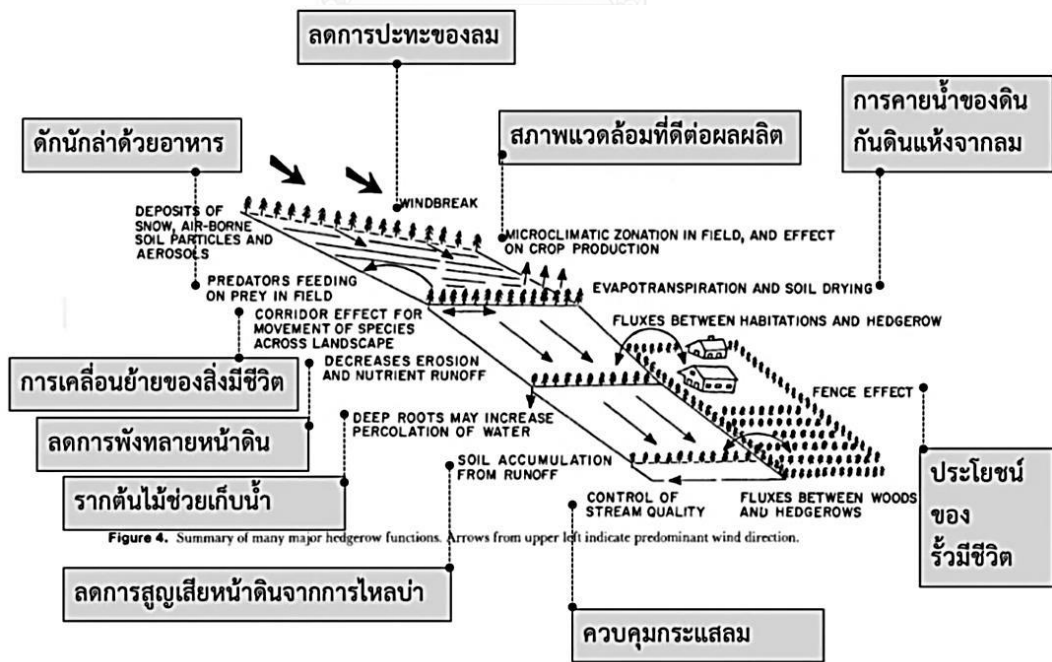 ลดการปะทะของลม
การคายน้ำของดิน
กันดินแห้งจากลม
สภาพแวดล้อมที่ดีต่อผลผลิต
ดักนักล่าด้วยอาหาร
WINDBREAK
DEPOSITS OF
SNOW, AIR-BORNE
SOIL PARTICLES AND
AEROSOLS
MICROCLIMATIC ZONATION IN FIELD, AND EFFECT
ON CROP PRODUCTION
PREDATORS FEEDING
ON PREY IN FIELD
EVAPOTRANSPIRATION AND SOIL DRYING
CORRIDOR EFFECT FOR
MOVEMENT OF SPECIES
ACROSS LANDSCAPE
FLUXES BETWEEN HABITATIONS AND HEDGEROW
การเคลื่อนย้ายของสิ่งมีชีวิต
DECREASES EROSION
AND NUTRIENT RUNOFF
FENCE EFFECT
ลดการพังทลายหน้าดิน
DEEP ROOTS MAY INCREASE
PERCOLATION OF WATER
รากต้นไม้ช่วยเก็บน้ำ
SOIL ACCUMULATION
FROM RUNOFF
CONTROL OF
STREAM QUALITY
FLUXES BETWEEN WOODS
AND HEDGEROWS
ประโยชน์
ของ
รั้วมีชีวิต
Figure 4. Summary of many major hedgerow functions. Arrows from upper left indicate predominant wind direction.
ลดการสูญเสียหน้าดินจากการไหลบ่า
ควบคุมกระแสลม